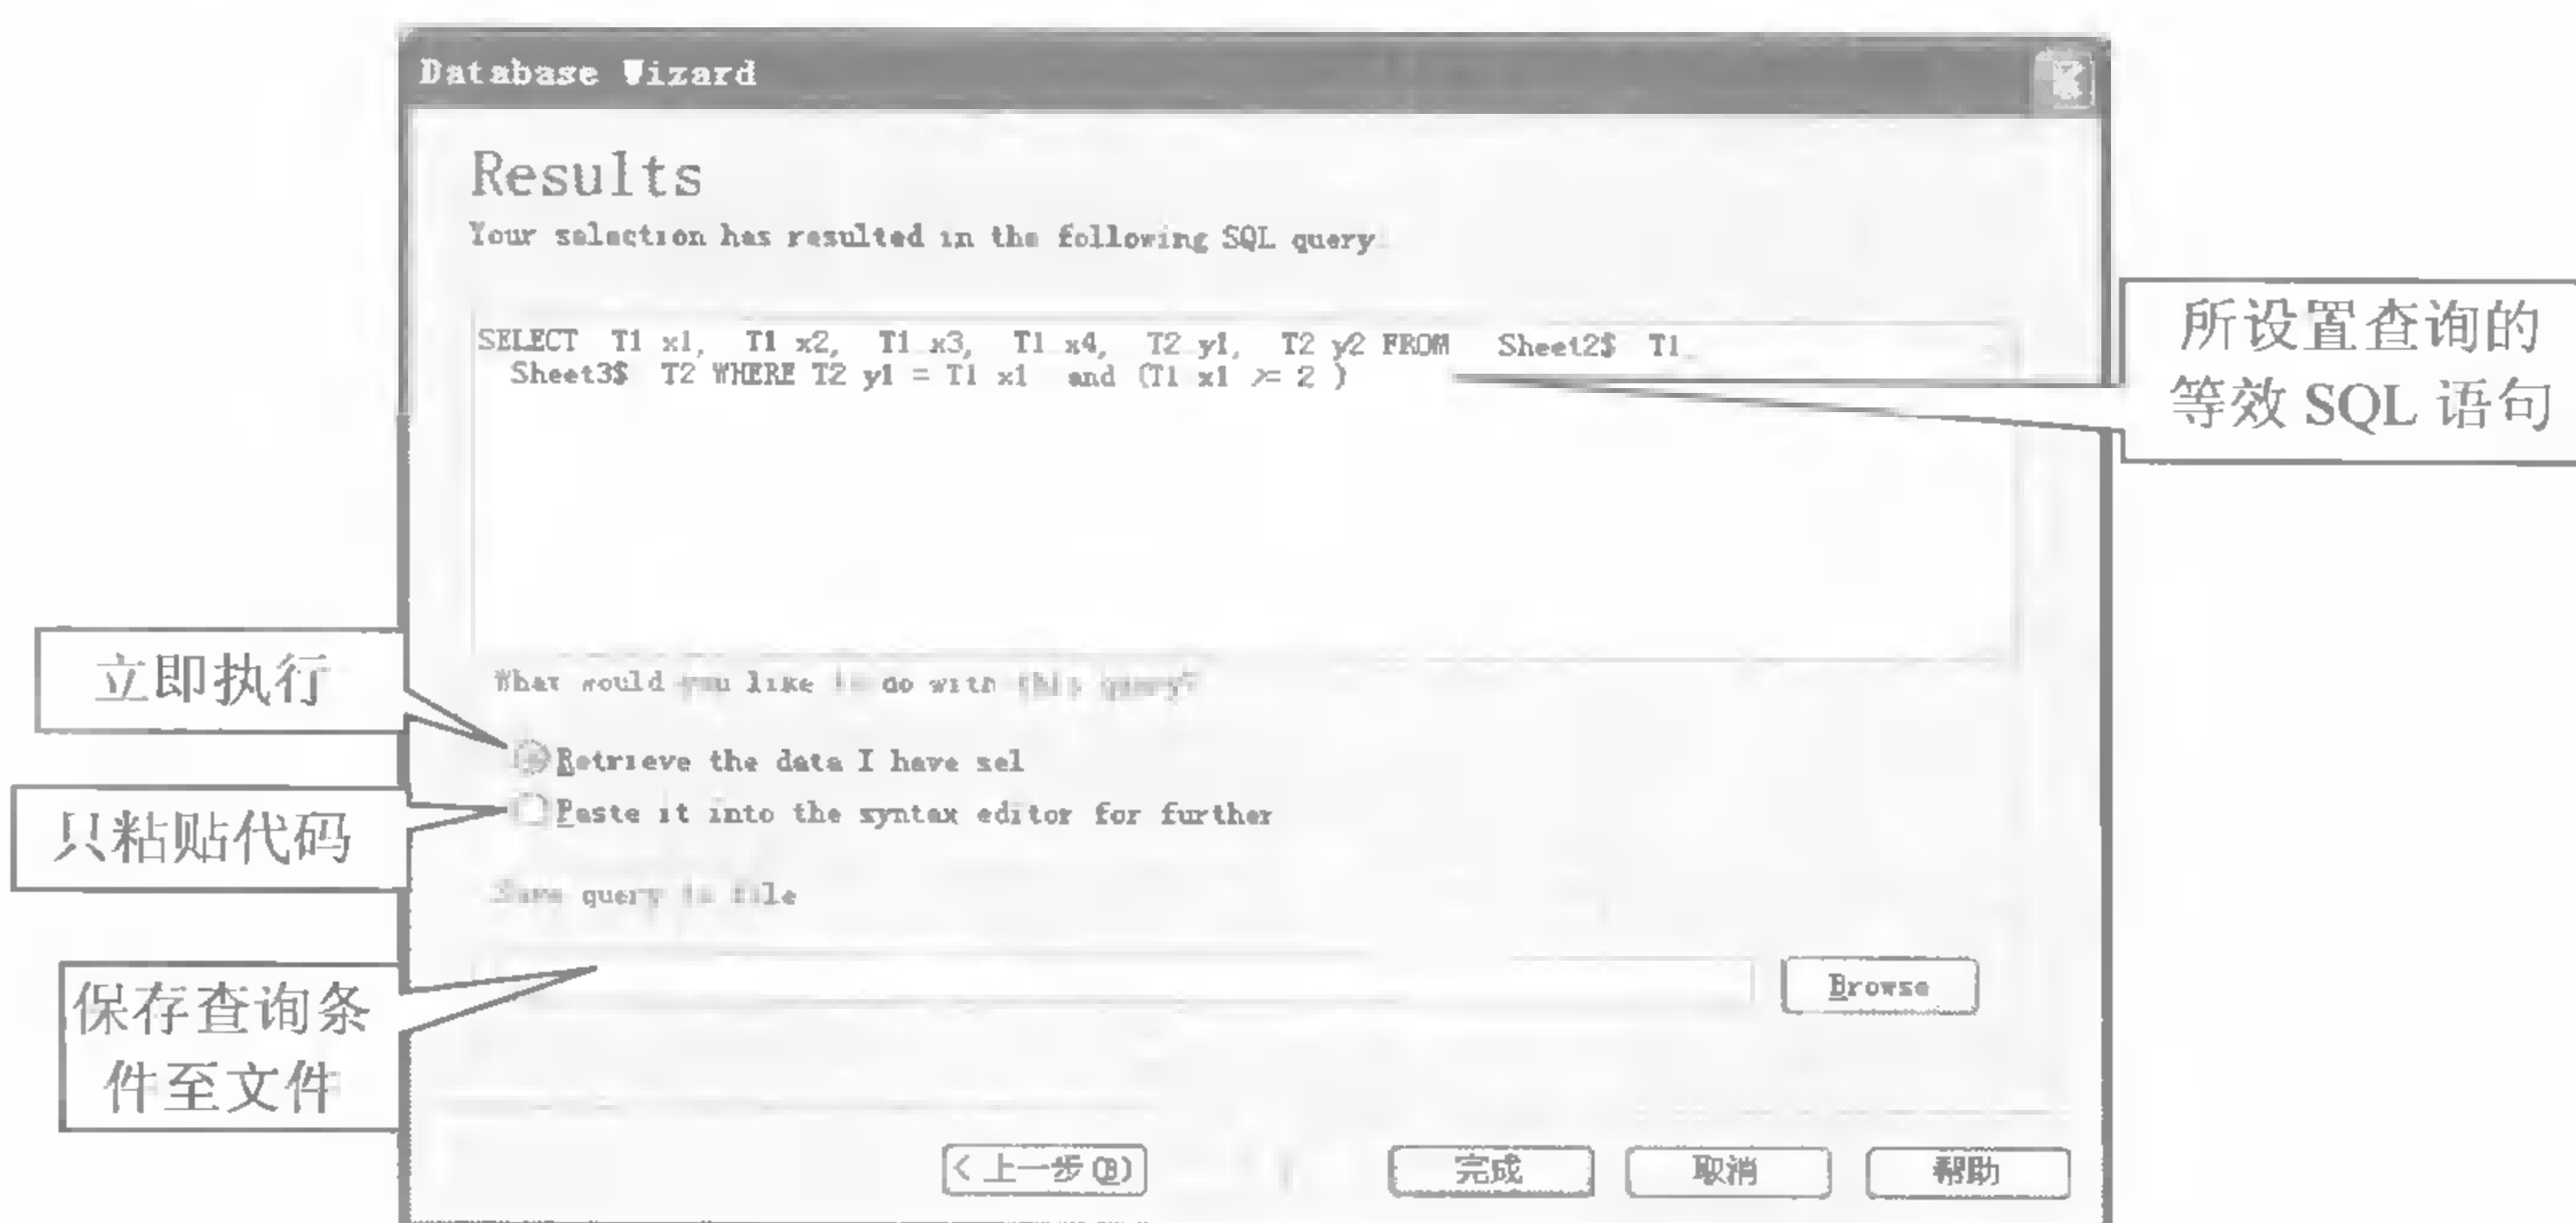 Database Wizard
Results
Your selection has resulted in the following SQL query
SELECT T1 x1, T1 x2, T1 x3, T1 x4, T2 y1, T2 y2 FROM Sheet2$ T1
Sheet3$ T2 WHERE T2 y1 = T1 x1 and (T1 x1 >= 2 )
所设置查询的
等效 SQL 语句
What would you like to do with this query?
立即执行
Retrieve the data I have sel
只粘贴代码
Paste it into the syntax editor for further
Save query to file
保存查询条
件至文件
Browse
< 上一步(B)
完成
取消
帮助